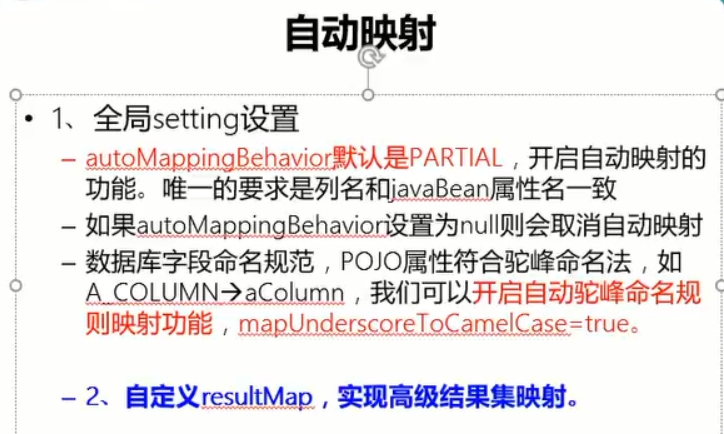 自动映射
• 1、全局setting设置
– autoMappingBehavior默认是PARTIAL，开启自动映射的
功能。唯一的要求是列名和javaBean属性名一致
– 如果autoMappingBehavior设置为null则会取消自动映射
– 数据库字段命名规范，POJO属性符合驼峰命名法，如
A_COLUMN→aColumn，我们可以开启自动驼峰命名规
则映射功能，mapUnderscoreToCamelCase=true。
– 2、自定义resultMap，实现高级结果集映射。